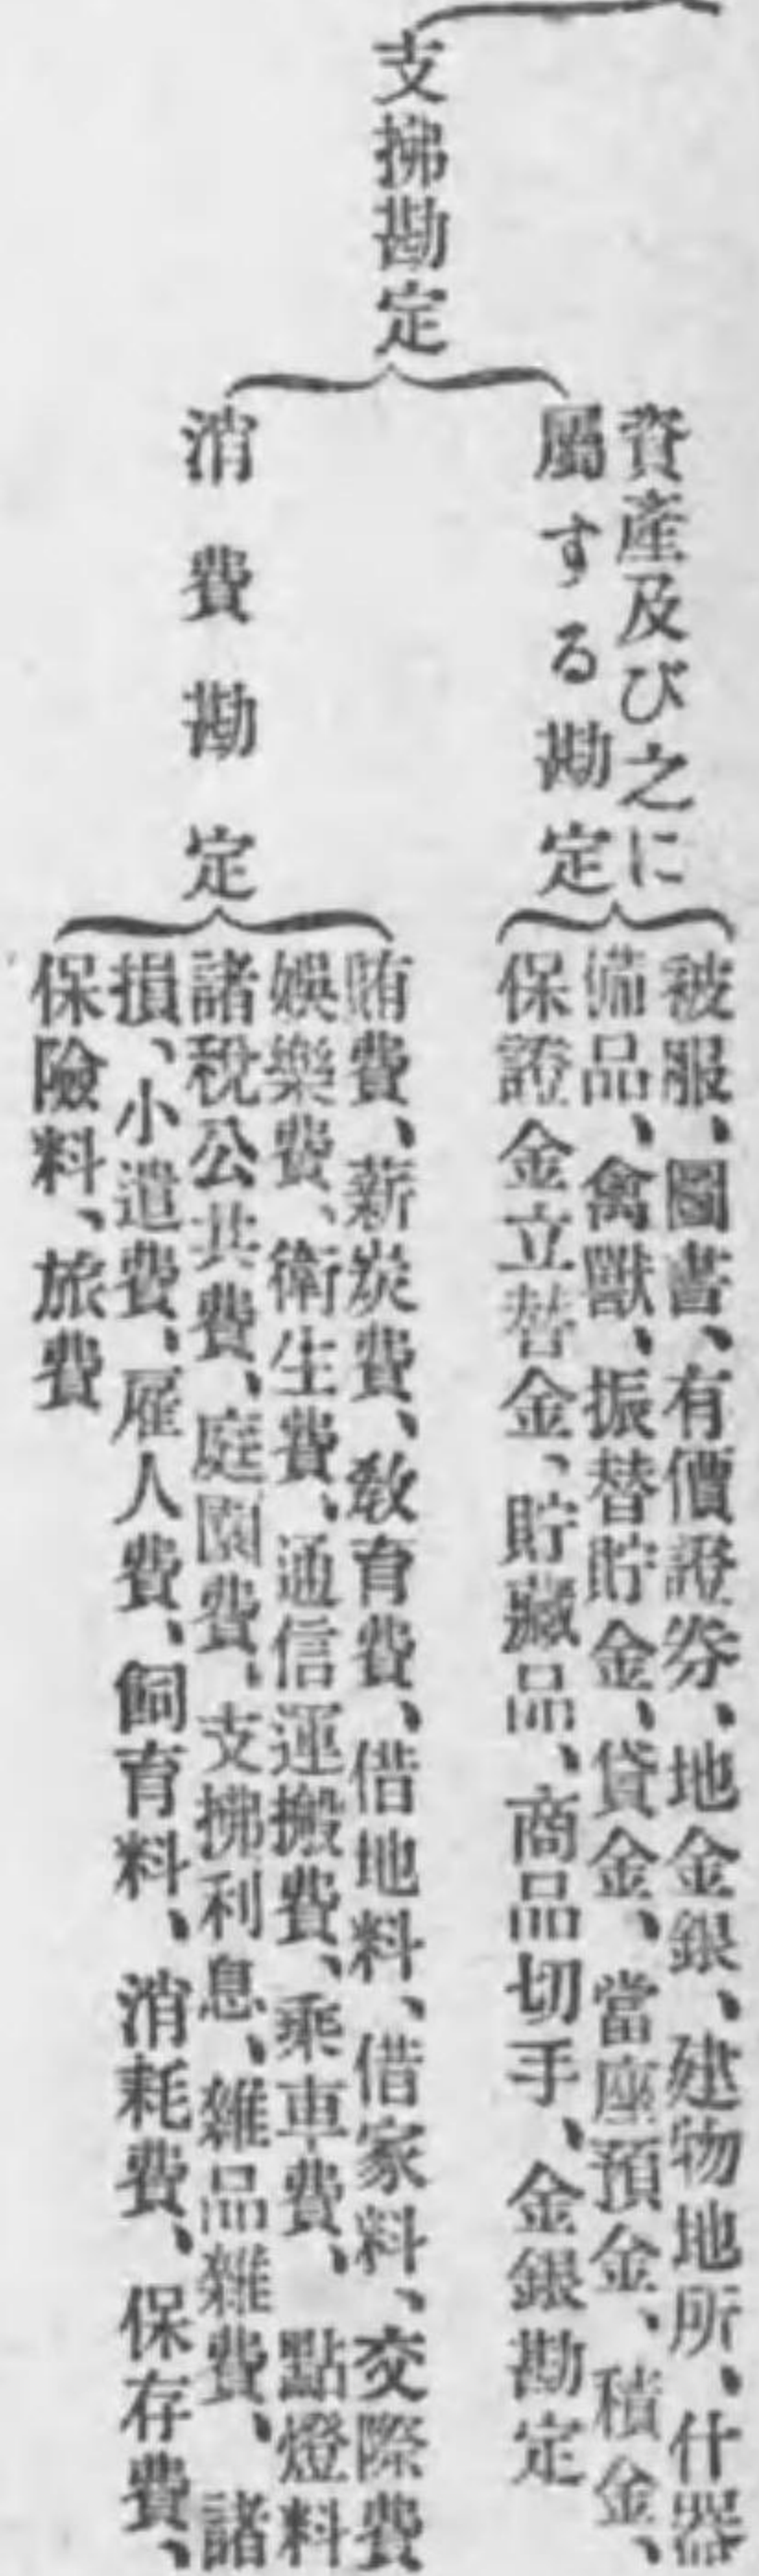 支拂勘定
資產及び之に
屬する勘定
被服、圖書、有價證券、地金銀、建物地所、什器
備品、禽獸、振替貯金、貸金、當座預金、積金、
保證金立替金、貯藏品、商品切手、金銀勘定
消費勘定
賄費、薪炭費、敎育費、借地料、借家料、交際費
娛樂費、衛生費、通信運搬費、乘車費、點燈料
諸稅公共費、庭園費、支拂利息、雜品雜費、諸
損、小遣費、雇人費、飼育料、消耗費、保存費、
保險料、旅費